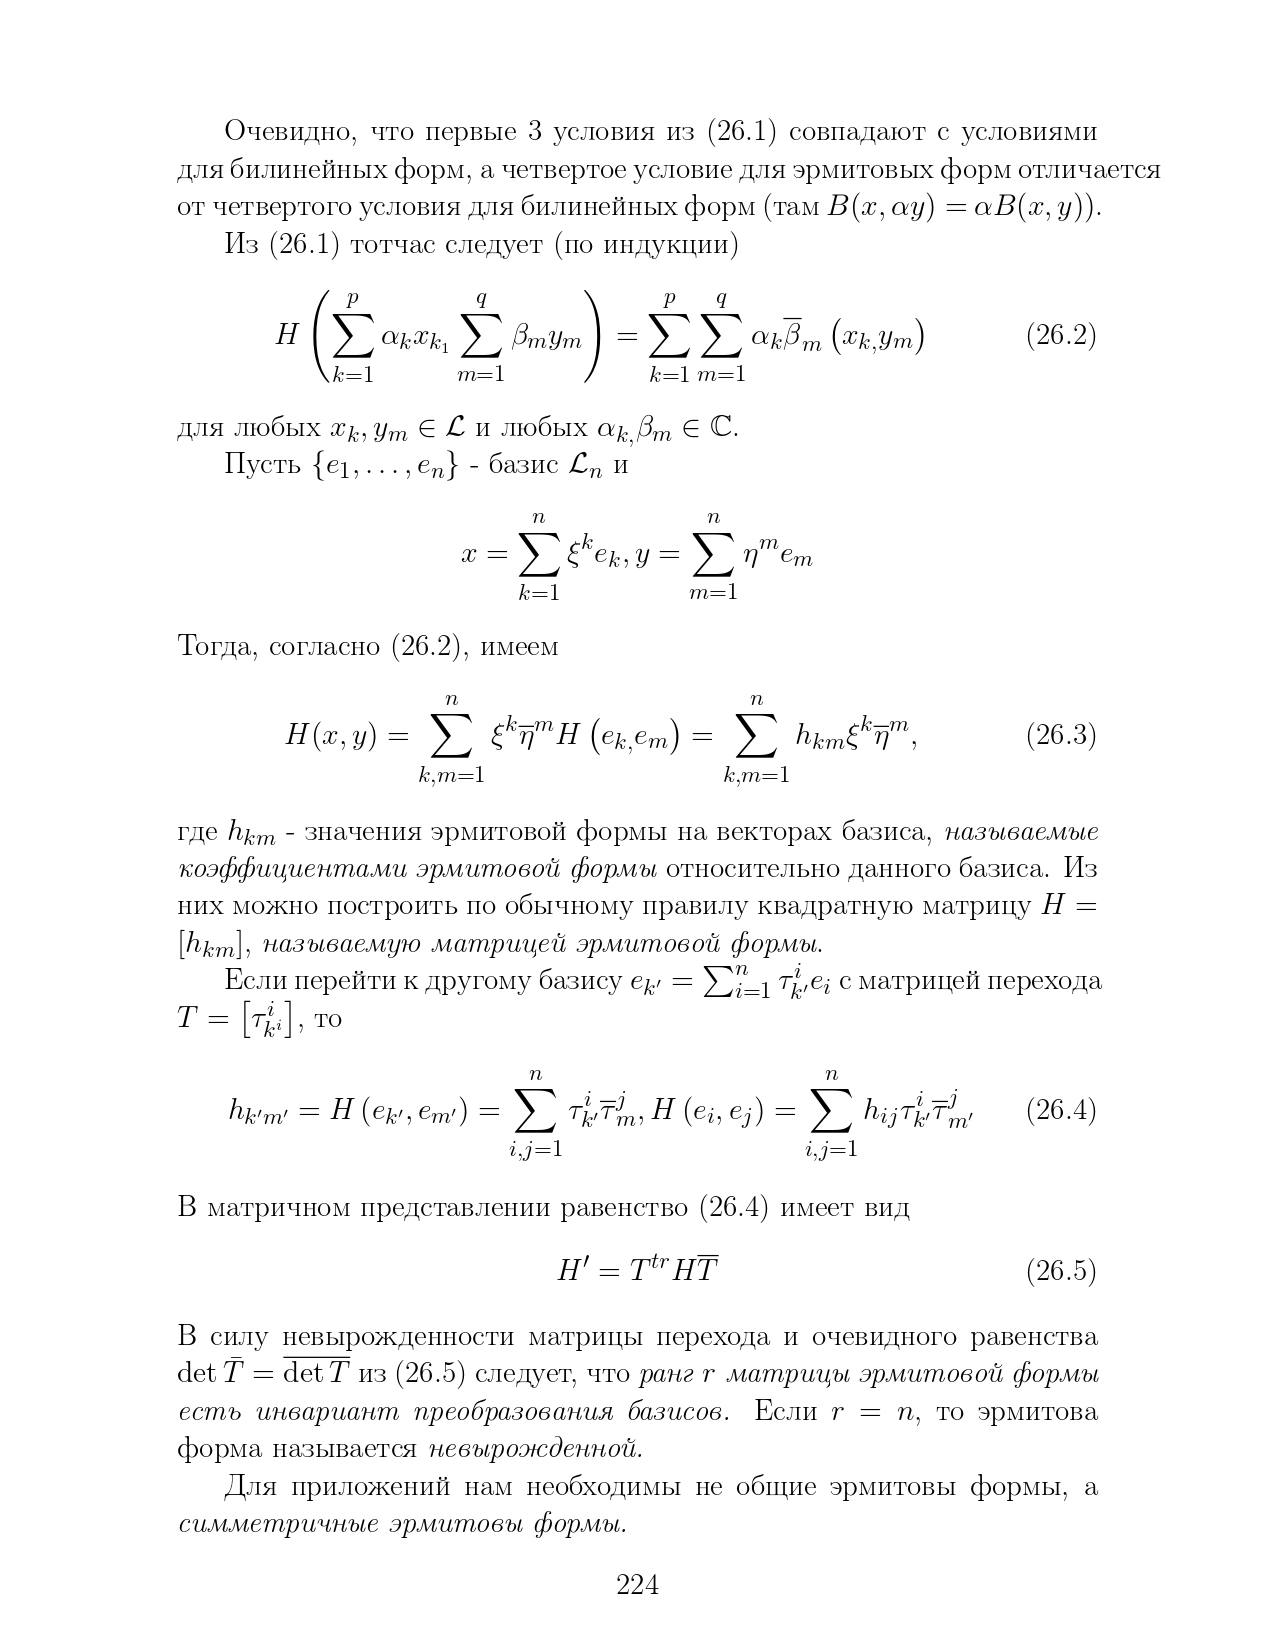 Очевидно, что первые 3 условия из (26.1) совпадают с условиями
для билинейных форм, а четвертое условие для эрмитовых форм отличается
от четвертого условия для билинейных форм (там $B(x, \alpha y) = \alpha B(x, y)$).
Из (26.1) тотчас следует (по индукции)
$H \left( \sum_{k=1}^{p} \alpha_k x_{k_1} \sum_{m=1}^{q} \beta_m y_m \right) = \sum_{k=1}^{p} \sum_{m=1}^{q} \alpha_k \overline{\beta}_m \left( x_{k,} y_m \right)$ (26.2)
для любых $x_k, y_m \in \mathcal{L}$ и любых $\alpha_{k,} \beta_m \in \mathbb{C}$.
Пусть $\{e_1, \ldots, e_n\}$ - базис $\mathcal{L}_n$ и
$x = \sum_{k=1}^{n} \xi^k e_k, y = \sum_{m=1}^{n} \eta^m e_m$
Тогда, согласно (26.2), имеем
$H(x, y) = \sum_{k,m=1}^{n} \xi^k \overline{\eta}^m H \left( e_{k,} e_m \right) = \sum_{k,m=1}^{n} h_{km} \xi^k \overline{\eta}^m,$ (26.3)
где $h_{km}$ - значения эрмитовой формы на векторах базиса, называемые
коэффициентами эрмитовой формы относительно данного базиса. Из
них можно построить по обычному правилу квадратную матрицу $H =$
$[h_{km}]$, называемую матрицей эрмитовой формы.
Если перейти к другому базису $e_{k'} = \sum_{i=1}^{n} \tau_{k'}^i e_i$ с матрицей перехода
$T = \left[ \tau_{k^i}^i \right]$, то
$h_{k'm'} = H \left( e_{k'}, e_{m'} \right) = \sum_{i,j=1}^{n} \tau_{k'}^i \overline{\tau}_m^j, H \left( e_i, e_j \right) = \sum_{i,j=1}^{n} h_{ij} \tau_{k'}^i \overline{\tau}_{m'}^j$ (26.4)
В матричном представлении равенство (26.4) имеет вид
$H' = T^{tr} H \overline{T}$ (26.5)
В силу невырожденности матрицы перехода и очевидного равенства
$\det \bar{T} = \overline{\det T}$ из (26.5) следует, что ранг $r$ матрицы эрмитовой формы
есть инвариант преобразования базисов. Если $r = n$, то эрмитова
форма называется невырожденной.
Для приложений нам необходимы не общие эрмитовы формы, а
симметричные эрмитовы формы.
224